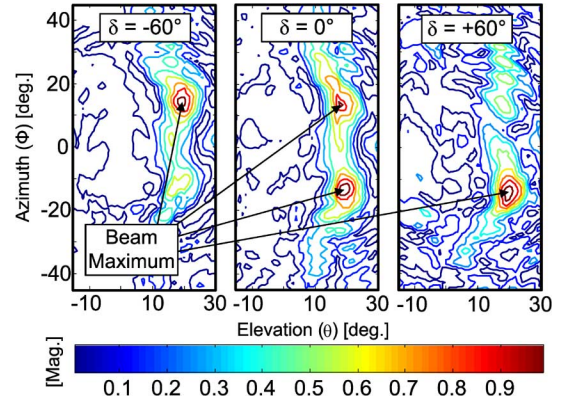 δ = -60°
δ = 0°
δ = +60°
Azimuth (Φ) [deg.]
40
20
0
-20
-40
Beam
Maximum
-10 10 30
-10 10 30
-10 10 30
Elevation (θ) [deg.]
[Mag.]
0.1 0.2 0.3 0.4 0.5 0.6 0.7 0.8 0.9